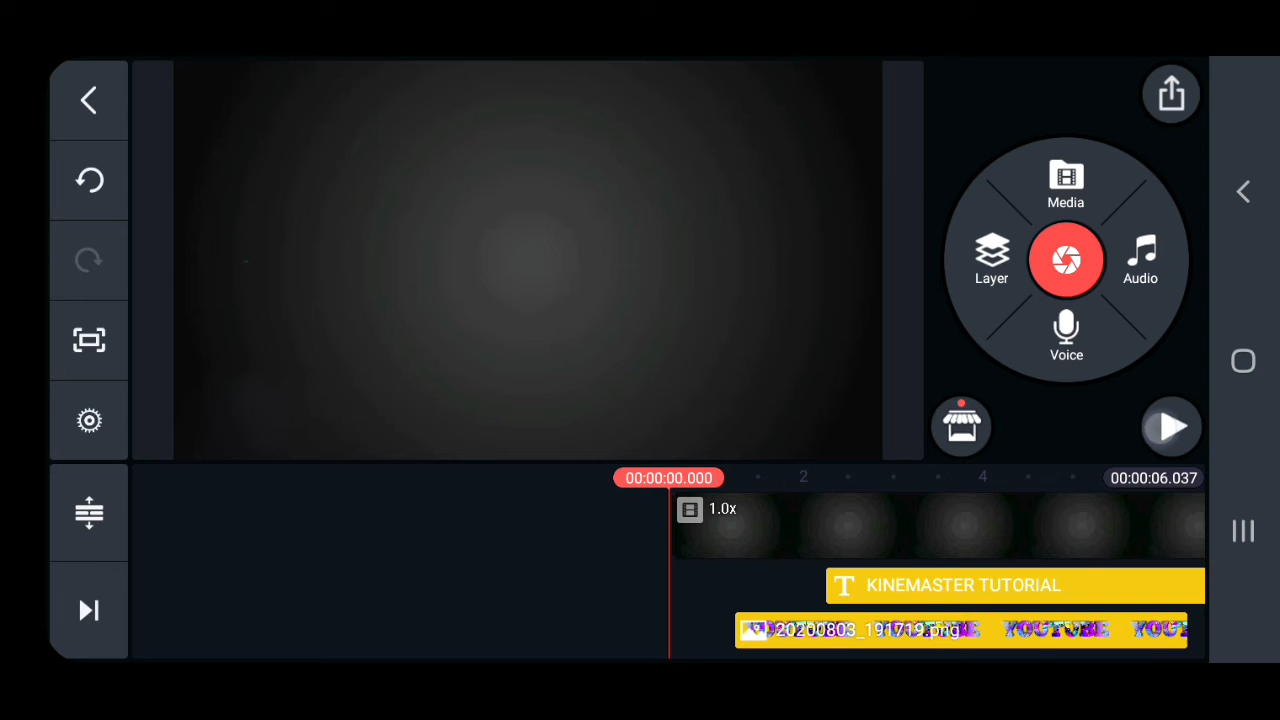 Media
Layer
Audio
Voice
00:00:00.000
2
4
00:00:06.037
1.0x
T KINEMASTER TUTORIAL
20200803_191719.png
YOUTUBE